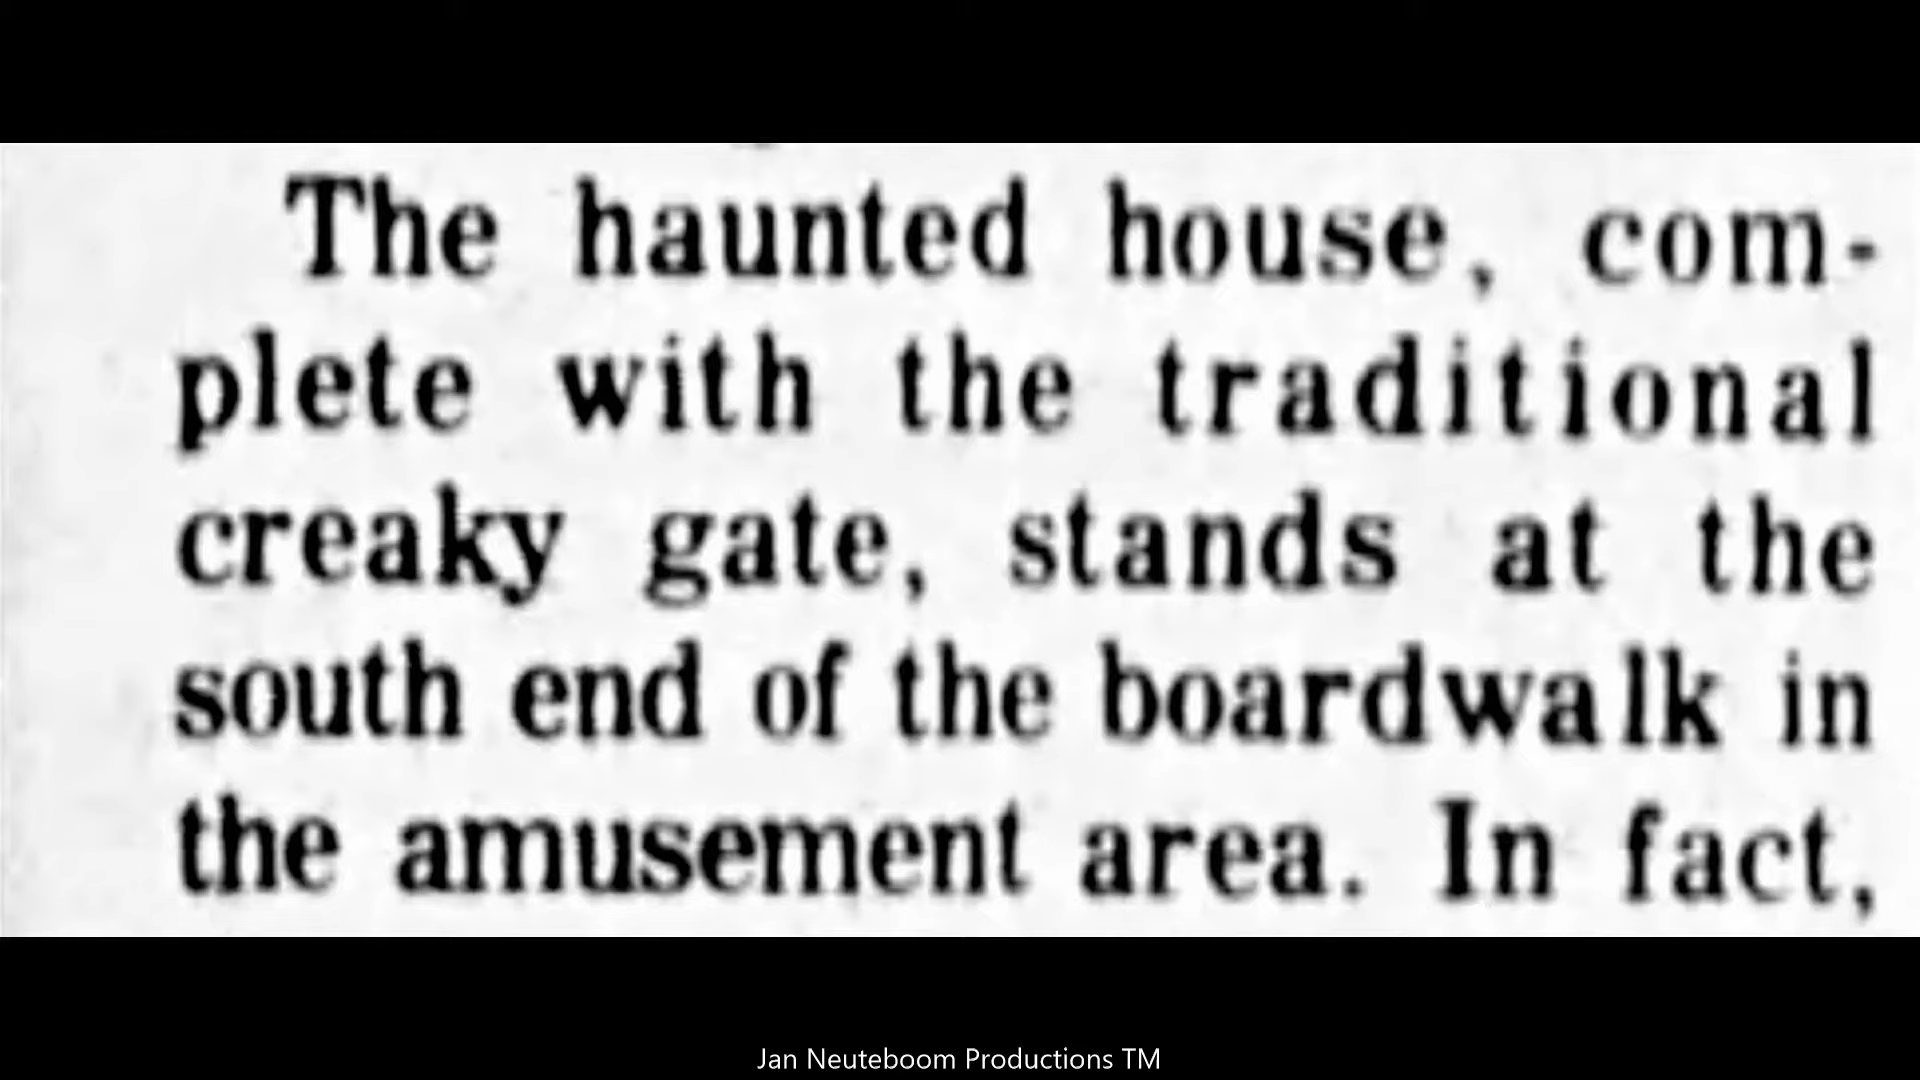 The haunted house, com-
plete with the traditional
creaky gate, stands at the
south end of the boardwalk in
the amusement area. In fact,
Jan Neuteboom Productions TM